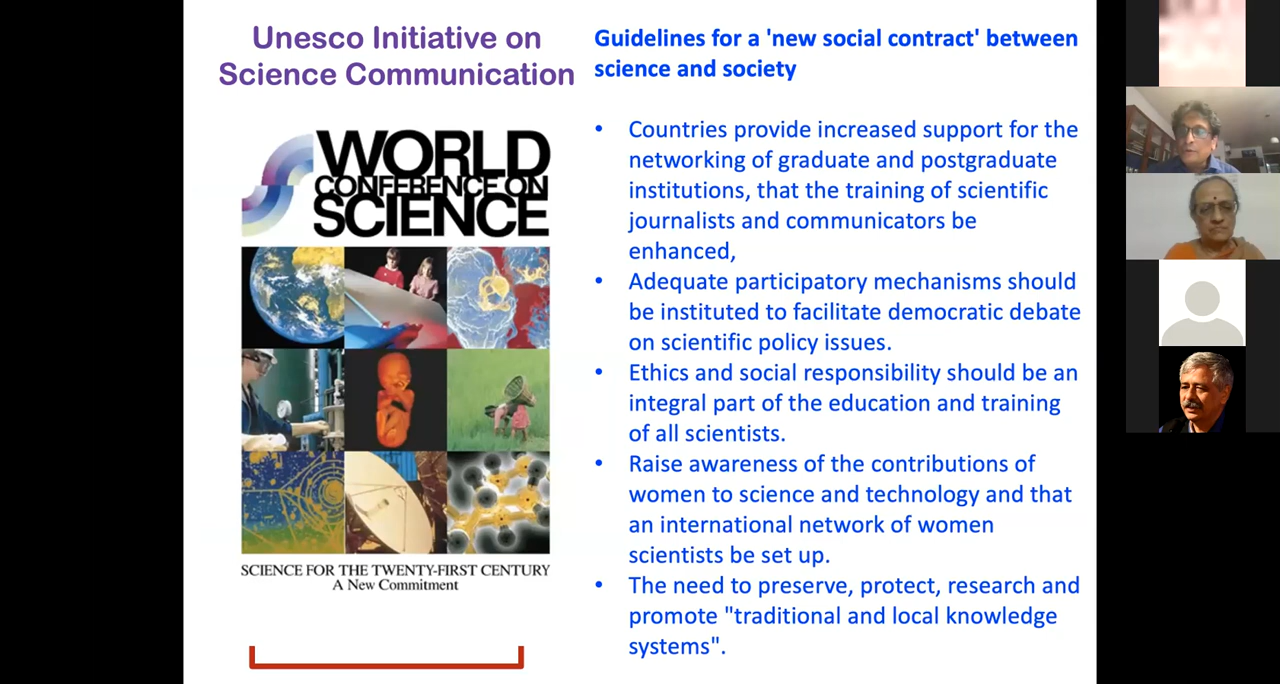 Unesco Initiative on
Science Communication
WORLD
CONFERENCE ON
SCIENCE
SCIENCE FOR THE TWENTY-FIRST CENTURY
A New Commitment
Guidelines for a 'new social contract' between
science and society
• Countries provide increased support for the
networking of graduate and postgraduate
institutions, that the training of scientific
journalists and communicators be
enhanced,
• Adequate participatory mechanisms should
be instituted to facilitate democratic debate
on scientific policy issues.
• Ethics and social responsibility should be an
integral part of the education and training
of all scientists.
• Raise awareness of the contributions of
women to science and technology and that
an international network of women
scientists be set up.
• The need to preserve, protect, research and
promote "traditional and local knowledge
systems".